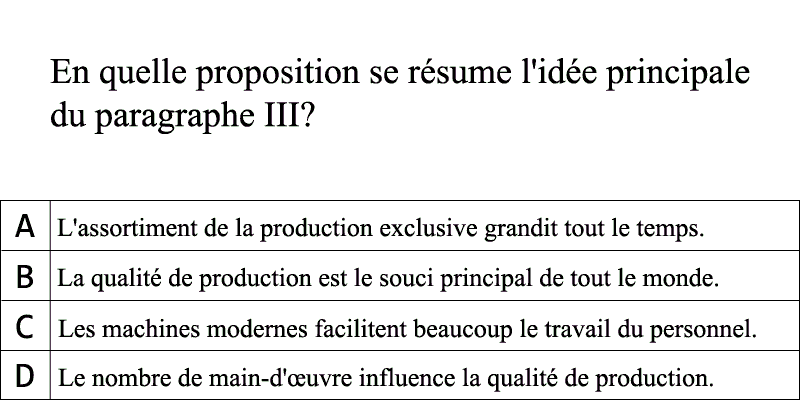 En quelle proposition se résume l'idée principale
du paragraphe III?
A L'assortiment de la production exclusive grandit tout le temps.
B La qualité de production est le souci principal de tout le monde.
C Les machines modernes facilitent beaucoup le travail du personnel.
D Le nombre de main-d'œuvre influence la qualité de production.